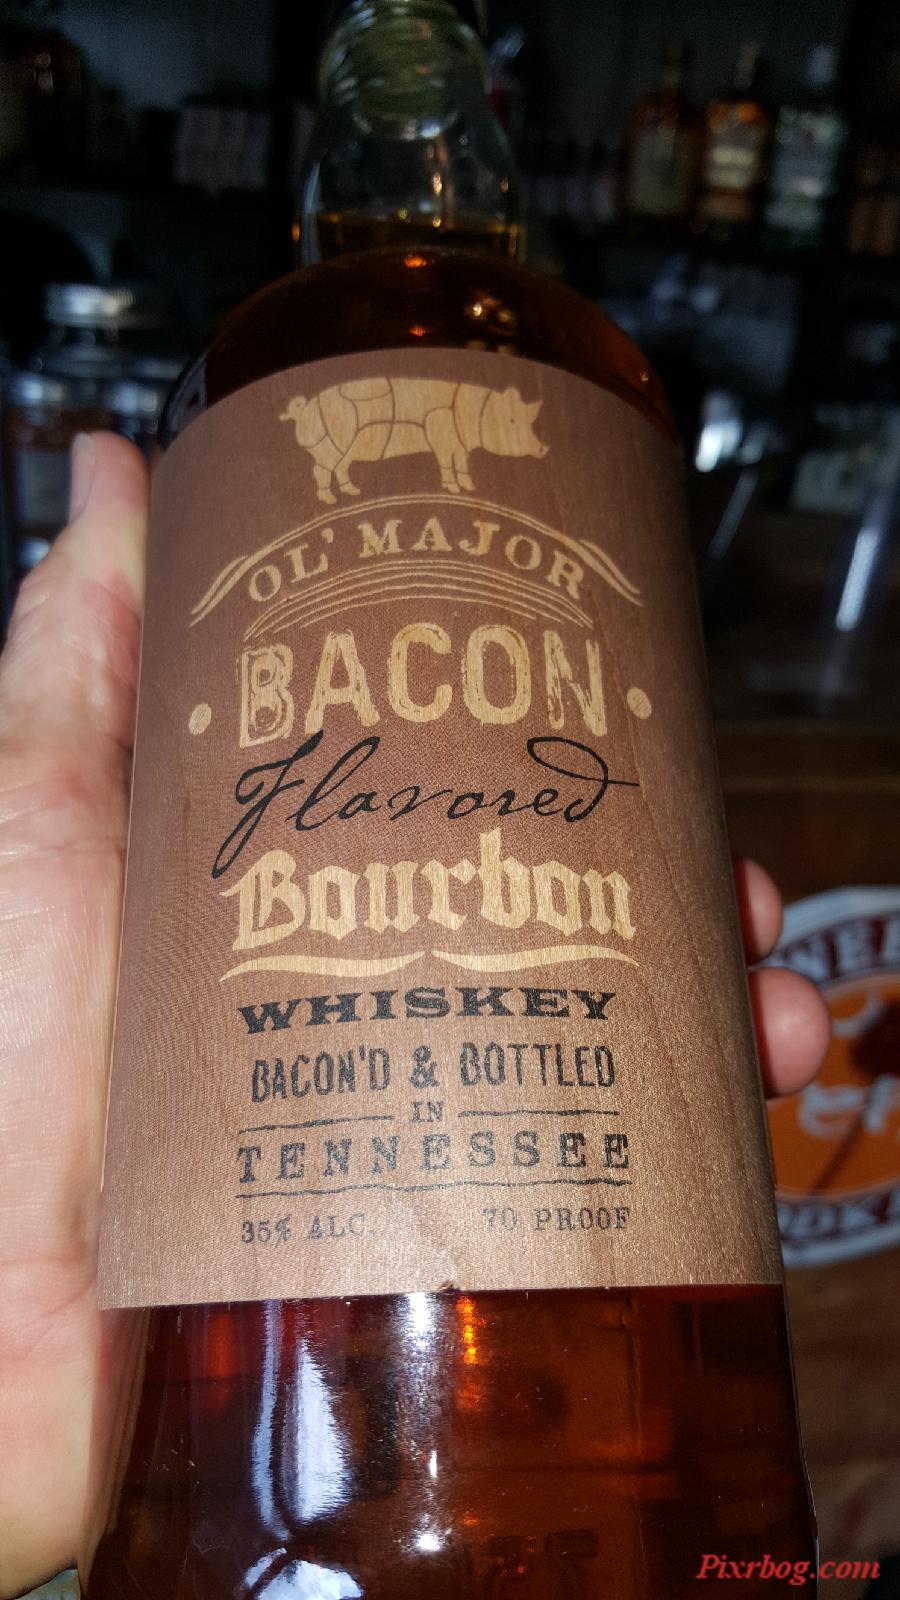 OL' MAJOR
BACON
Flavored
Bourbon
WHISKEY
BACON'D & BOTTLED
IN
TENNESSEE
35% ALC. 70 PROOF
Pixrbog.com